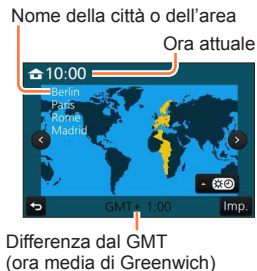 Nome della città o dell'area
Ora attuale
10:00
Berlin
Paris
Rome
Madrid
GMT+ 1:00
Imp.
Differenza dal GMT
(ora media di Greenwich)